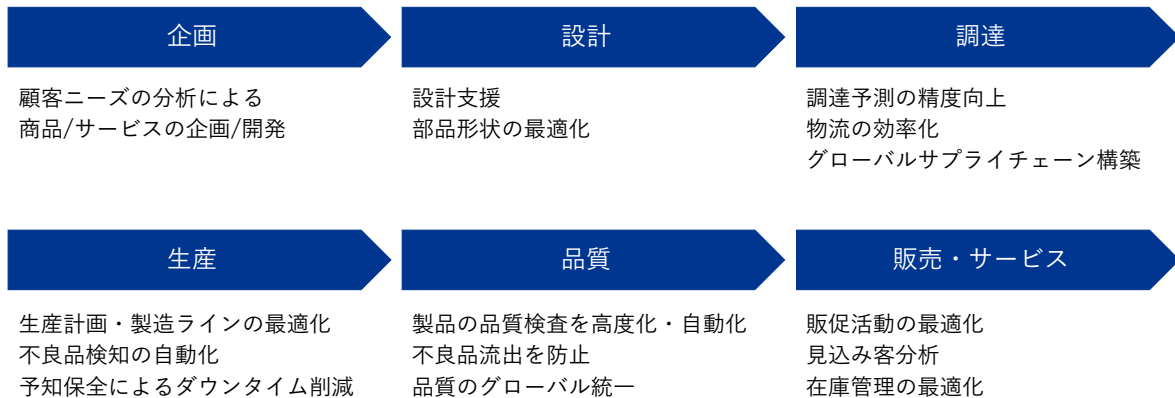 企画
顧客ニーズの分析による
商品/サービスの企画/開発
設計
設計支援
部品形状の最適化
調達
調達予測の精度向上
物流の効率化
グローバルサプライチェーン構築
生産
生産計画・製造ラインの最適化
不良品検知の自動化
予知保全によるダウンタイム削減
品質
製品の品質検査を高度化・自動化
不良品流出を防止
品質のグローバル統一
販売・サービス
販促活動の最適化
見込み客分析
在庫管理の最適化